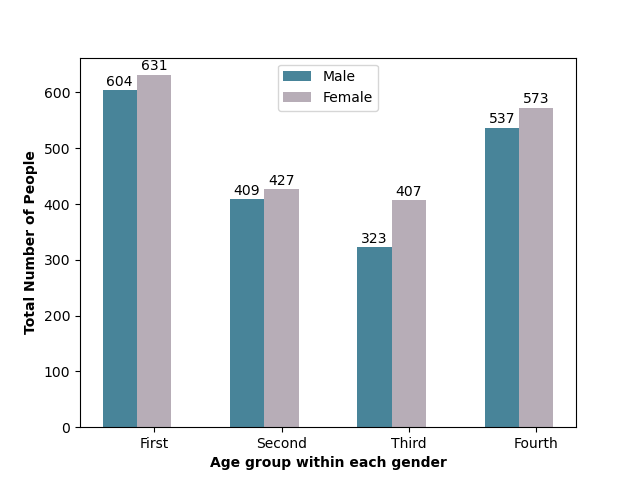 Male
Female
Total Number of People
600
500
400
300
200
100
0
604
631
409
427
323
407
537
573
First
Second
Third
Fourth
Age group within each gender